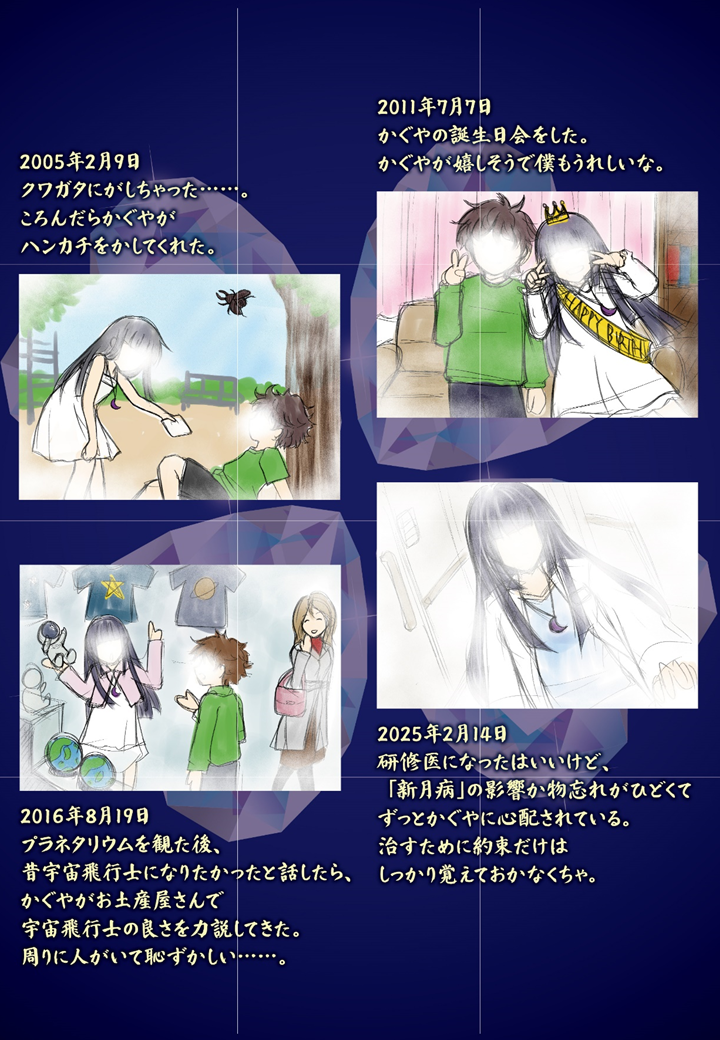 2005年2月9日
クワガタにがしちゃった……。
ころんだらかぐやが
ハンカチをかしてくれた。
2011年7月7日
かぐやの誕生日会をした。
かぐやが嬉しそうで僕もうれしいな。
HAPPY BIRTH
2016年8月19日
プラネタリウムを観た後、
昔宇宙飛行士になりたかったと話したら、
かぐやがお土産屋さんで
宇宙飛行士の良さを力説してきた。
周りに人がいて恥ずかしい……。
2025年2月14日
研修医になったはいいけど、
「新月病」の影響か物忘れがひどくて
ずっとかぐやに心配されている。
治すために約束だけは
しっかり覚えておかなくちゃ。